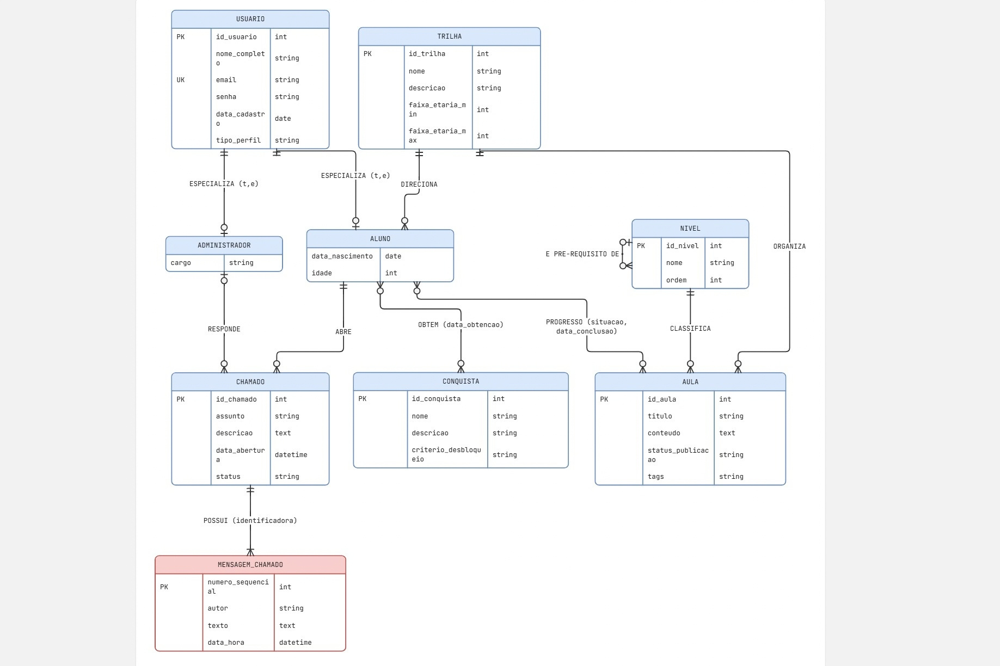 USUARIO
PK
id_usuario
int
nome_complet
o
string
UK
email
string
senha
string
data_cadastr
o
date
tipo_perfil
string
TRILHA
PK
id_trilha
int
nome
string
descricao
string
faixa_etaria_m
in
int
faixa_etaria_m
ax
int
ESPECIALIZA (t,e)
ESPECIALIZA (t,e)
DIRECIONA
ORGANIZA
ADMINISTRADOR
cargo
string
ALUNO
data_nascimento
date
idade
int
E PRE-REQUISITO DE
NIVEL
PK
id_nivel
int
nome
string
ordem
int
RESPONDE
ABRE
OBTEM (data_obtencao)
PROGRESSO (situacao,
data_conclusao)
CLASSIFICA
CHAMADO
PK
id_chamado
int
assunto
string
descricao
text
data_abertur
a
datetime
status
string
CONQUISTA
PK
id_conquista
int
nome
string
descricao
string
criterio_desbloqu
eio
string
AULA
PK
id_aula
int
titulo
string
conteudo
text
status_publicac
ao
string
tags
string
POSSUI (identificadora)
MENSAGEM_CHAMADO
PK
numero_sequenci
al
int
autor
string
texto
text
data_hora
datetime